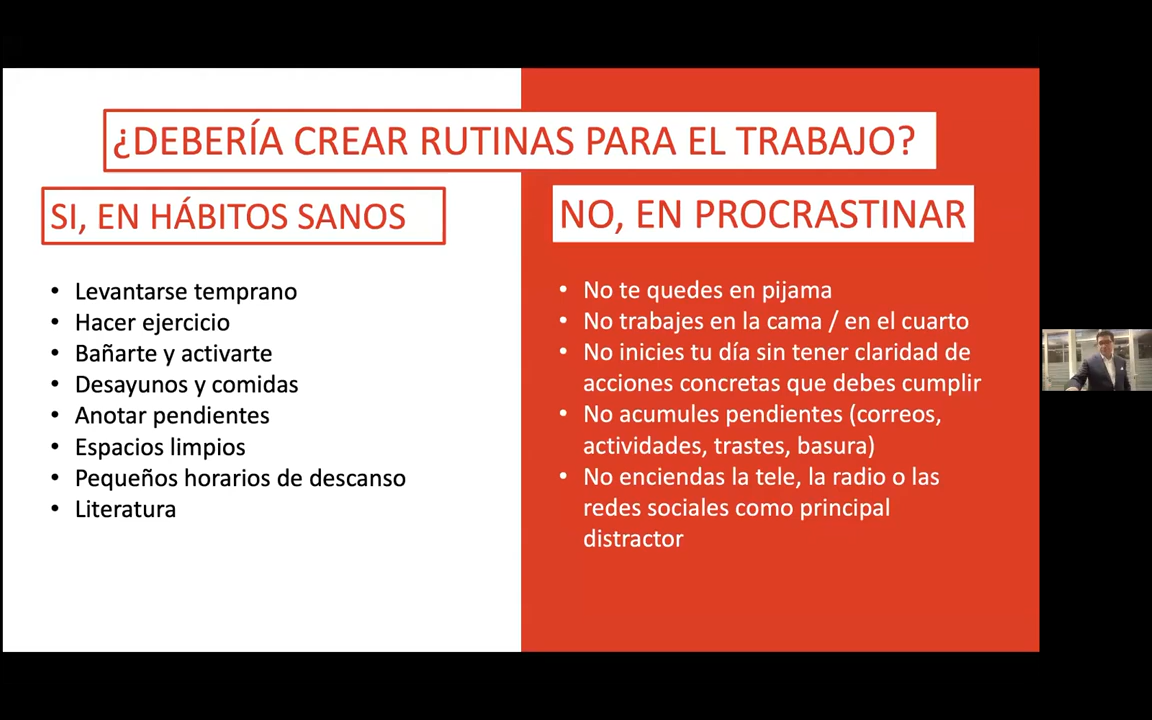 ¿DEBERÍA CREAR RUTINAS PARA EL TRABAJO?
SI, EN HÁBITOS SANOS
• Levantarse temprano
• Hacer ejercicio
• Bañarte y activarte
• Desayunos y comidas
• Anotar pendientes
• Espacios limpios
• Pequeños horarios de descanso
• Literatura
NO, EN PROCRASTINAR
• No te quedes en pijama
• No trabajes en la cama / en el cuarto
• No inicies tu día sin tener claridad de
acciones concretas que debes cumplir
• No acumules pendientes (correos,
actividades, trastes, basura)
• No enciendas la tele, la radio o las
redes sociales como principal
distractor